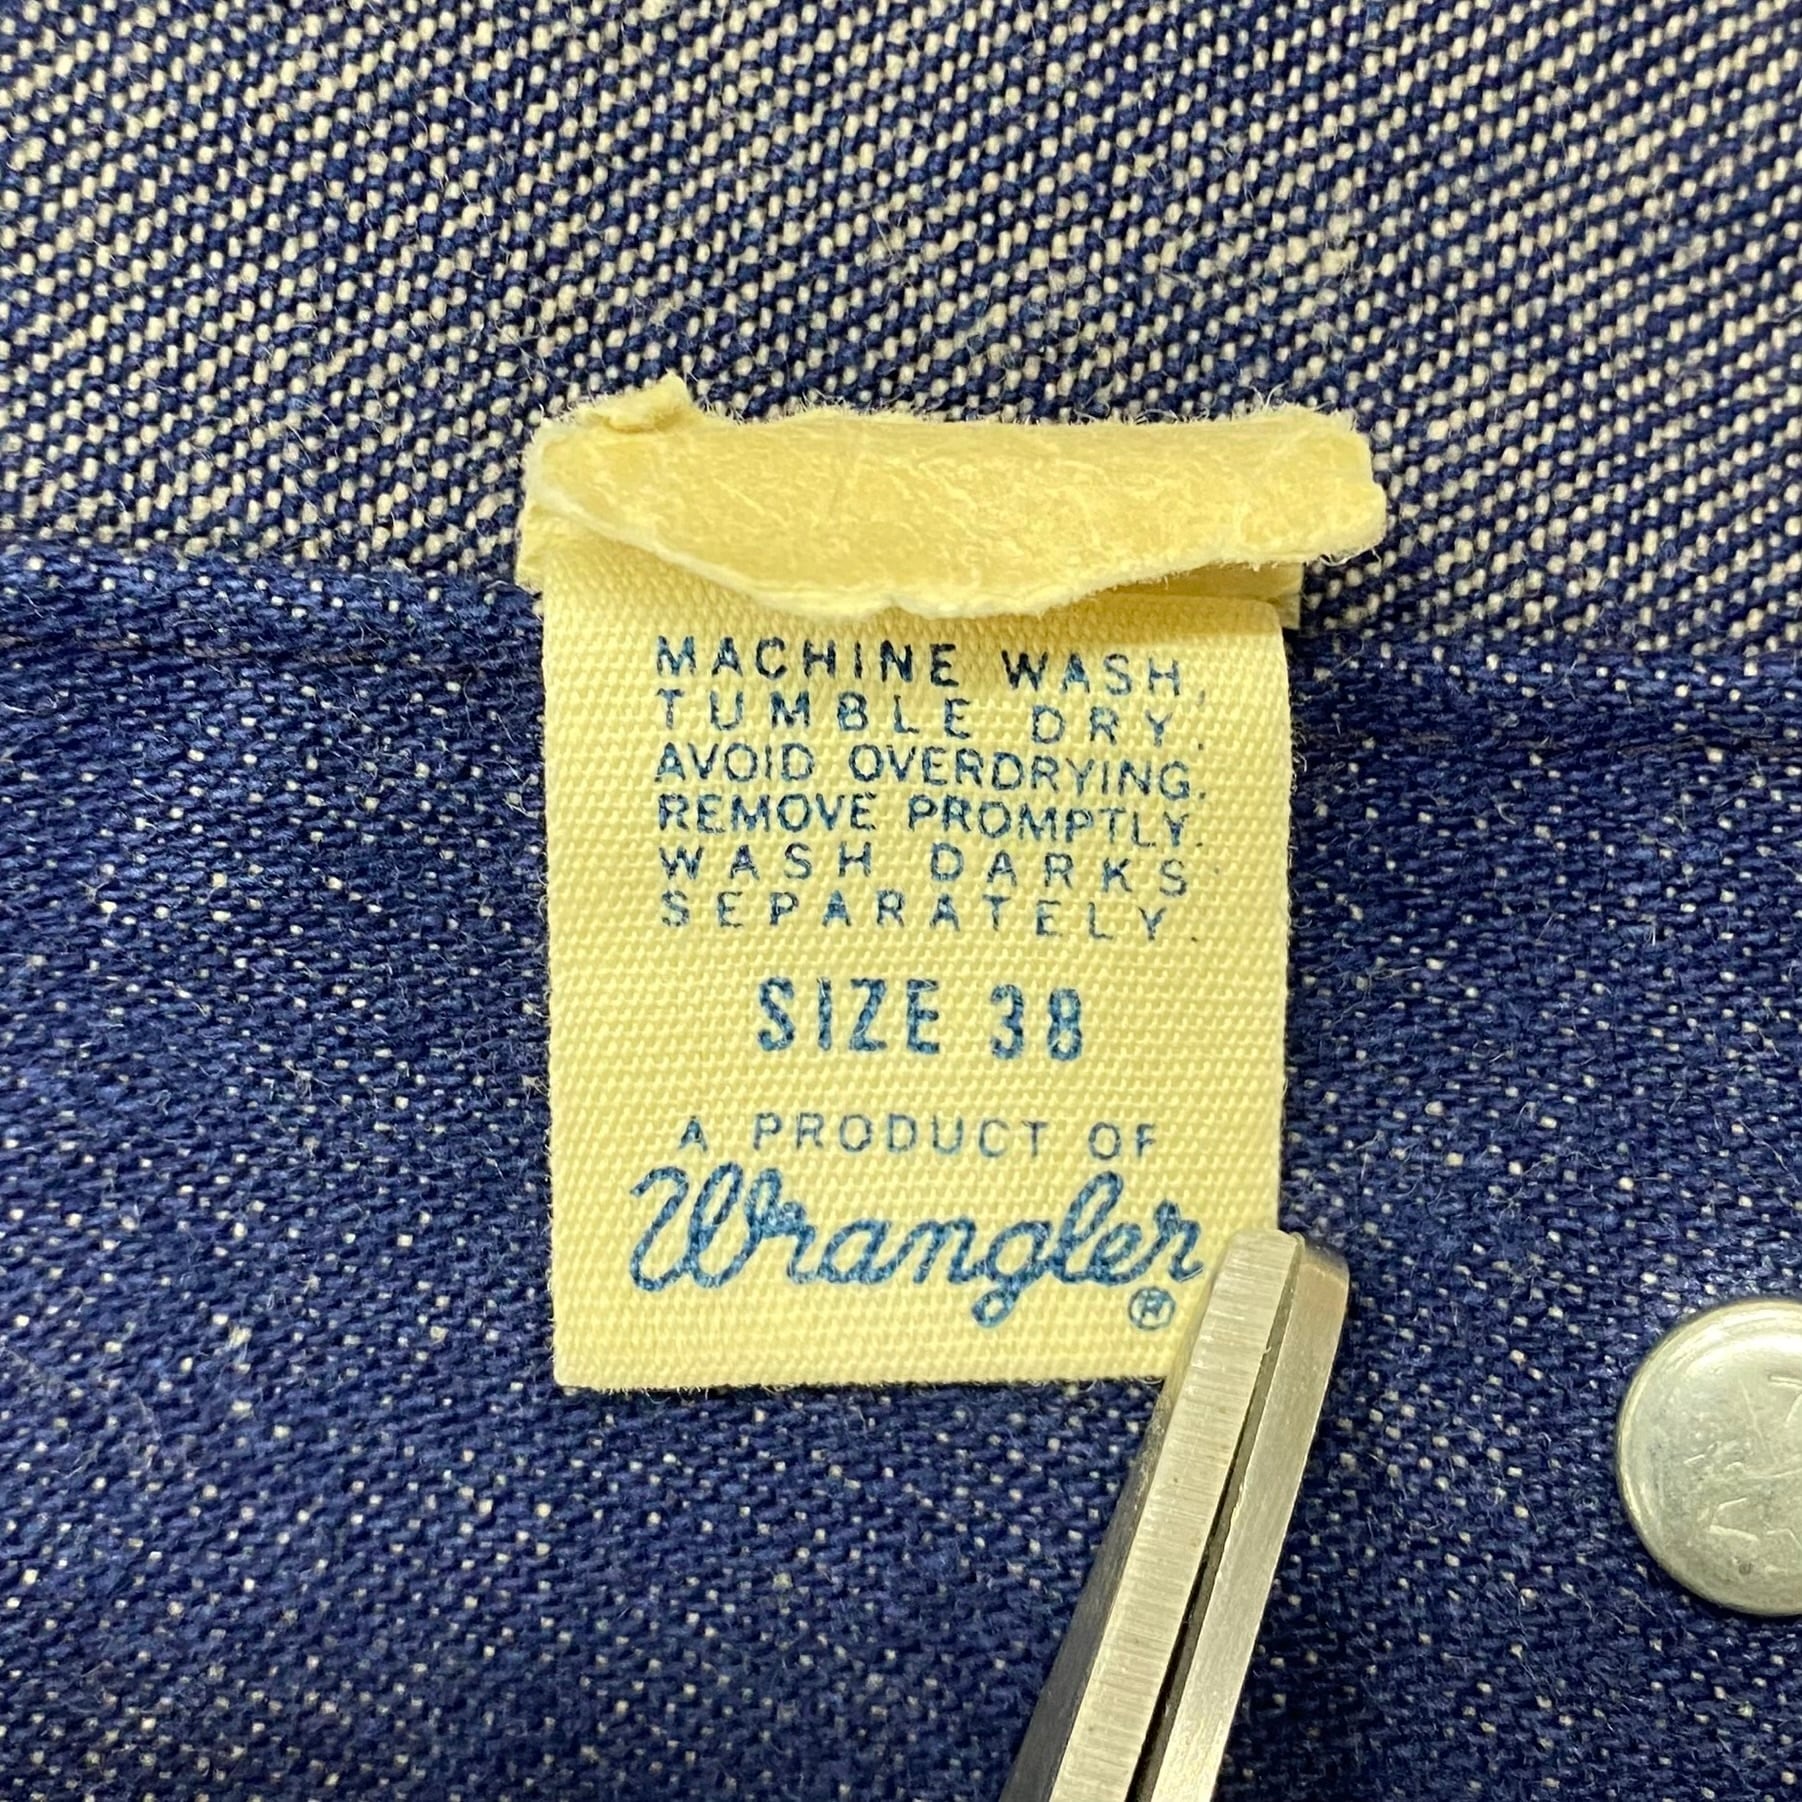 MACHINE WASH,
TUMBLE DRY.
AVOID OVERDRYING.
REMOVE PROMPTLY.
WASH DARKS
SEPARATELY.
SIZE 38
A PRODUCT OF
Wrangler
®